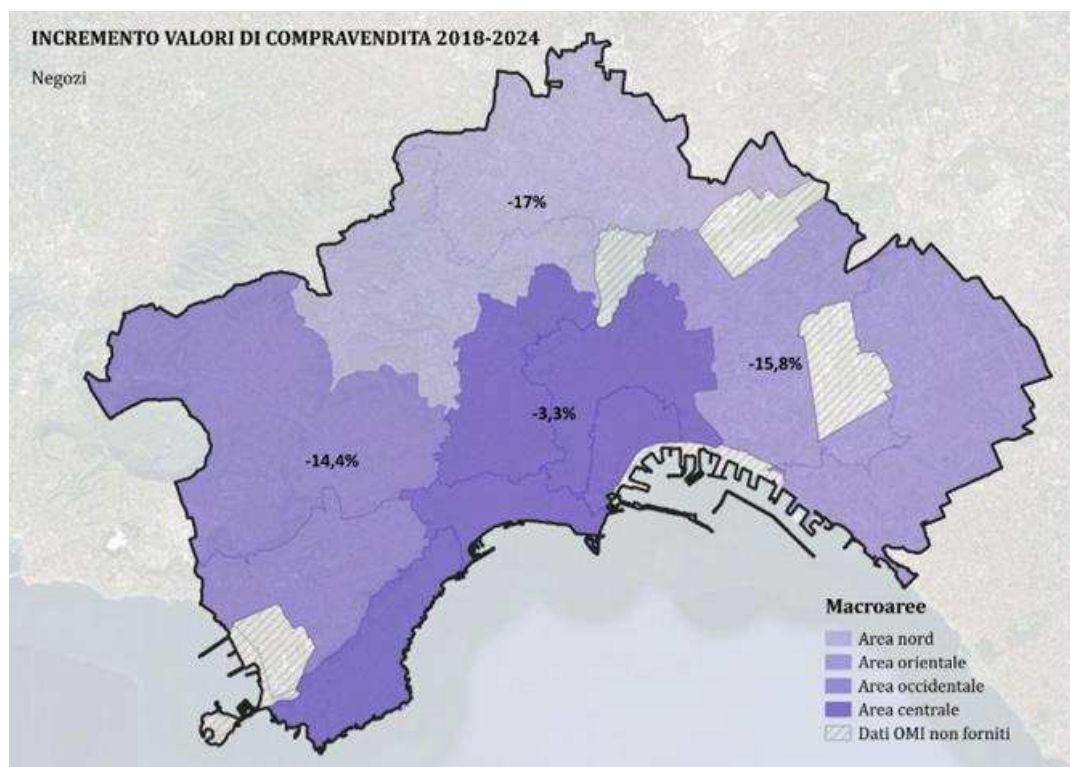 INCREMENTO VALORI DI COMPRAVENDITA 2018-2024
Negozi
-17%
-15,8%
-3,3%
-14,4%
Macroaree
Area nord
Area orientale
Area occidentale
Area centrale
Dati OMI non forniti